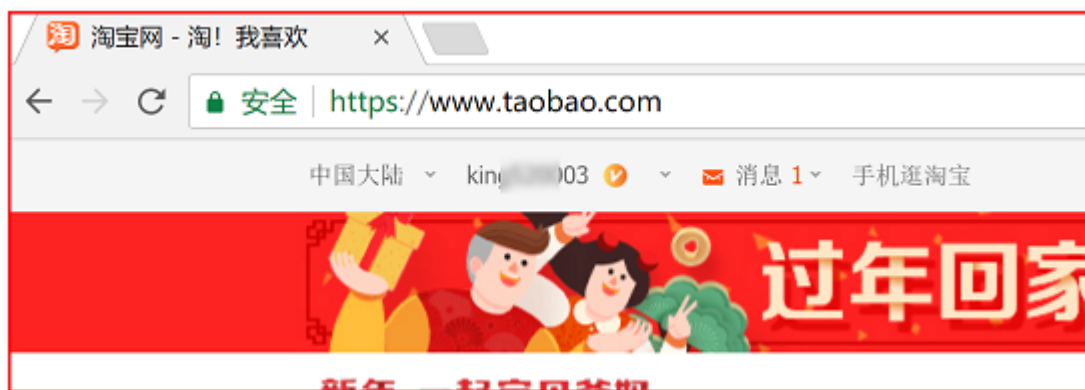 淘 淘宝网 - 淘！我喜欢
安全 https://www.taobao.com
中国大陆 消息 1 手机逛淘宝
过年回家